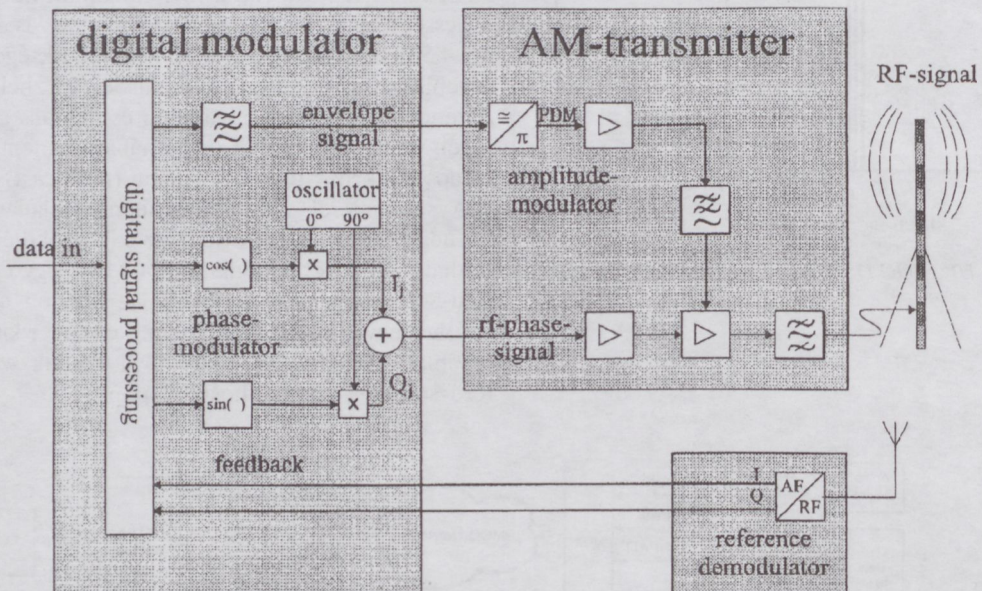 digital modulator
AM-transmitter
RF-signal
envelope
signal
≅
π
PDM
amplitude-
modulator
oscillator
0° 90°
data in
digital signal processing
cos( )
x
I
j
phase-
modulator
+
rf-phase-
signal
Q
j
sin( )
x
feedback
I
Q
AF
RF
reference
demodulator